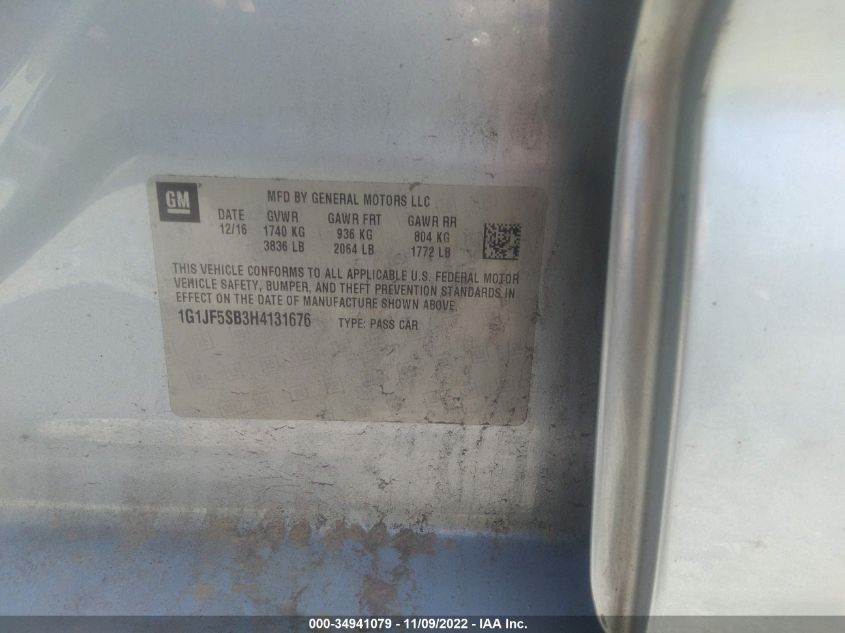 GM
MFD BY GENERAL MOTORS LLC
DATE GVWR GAWR FRT GAWR RR
12/16 1740 KG 936 KG 804 KG
3836 LB 2064 LB 1772 LB
THIS VEHICLE CONFORMS TO ALL APPLICABLE U.S. FEDERAL MOTOR
VEHICLE SAFETY, BUMPER, AND THEFT PREVENTION STANDARDS IN
EFFECT ON THE DATE OF MANUFACTURE SHOWN ABOVE.
1G1JF5SB3H4131676 TYPE: PASS CAR
000-34941079 - 11/09/2022 - IAA Inc.